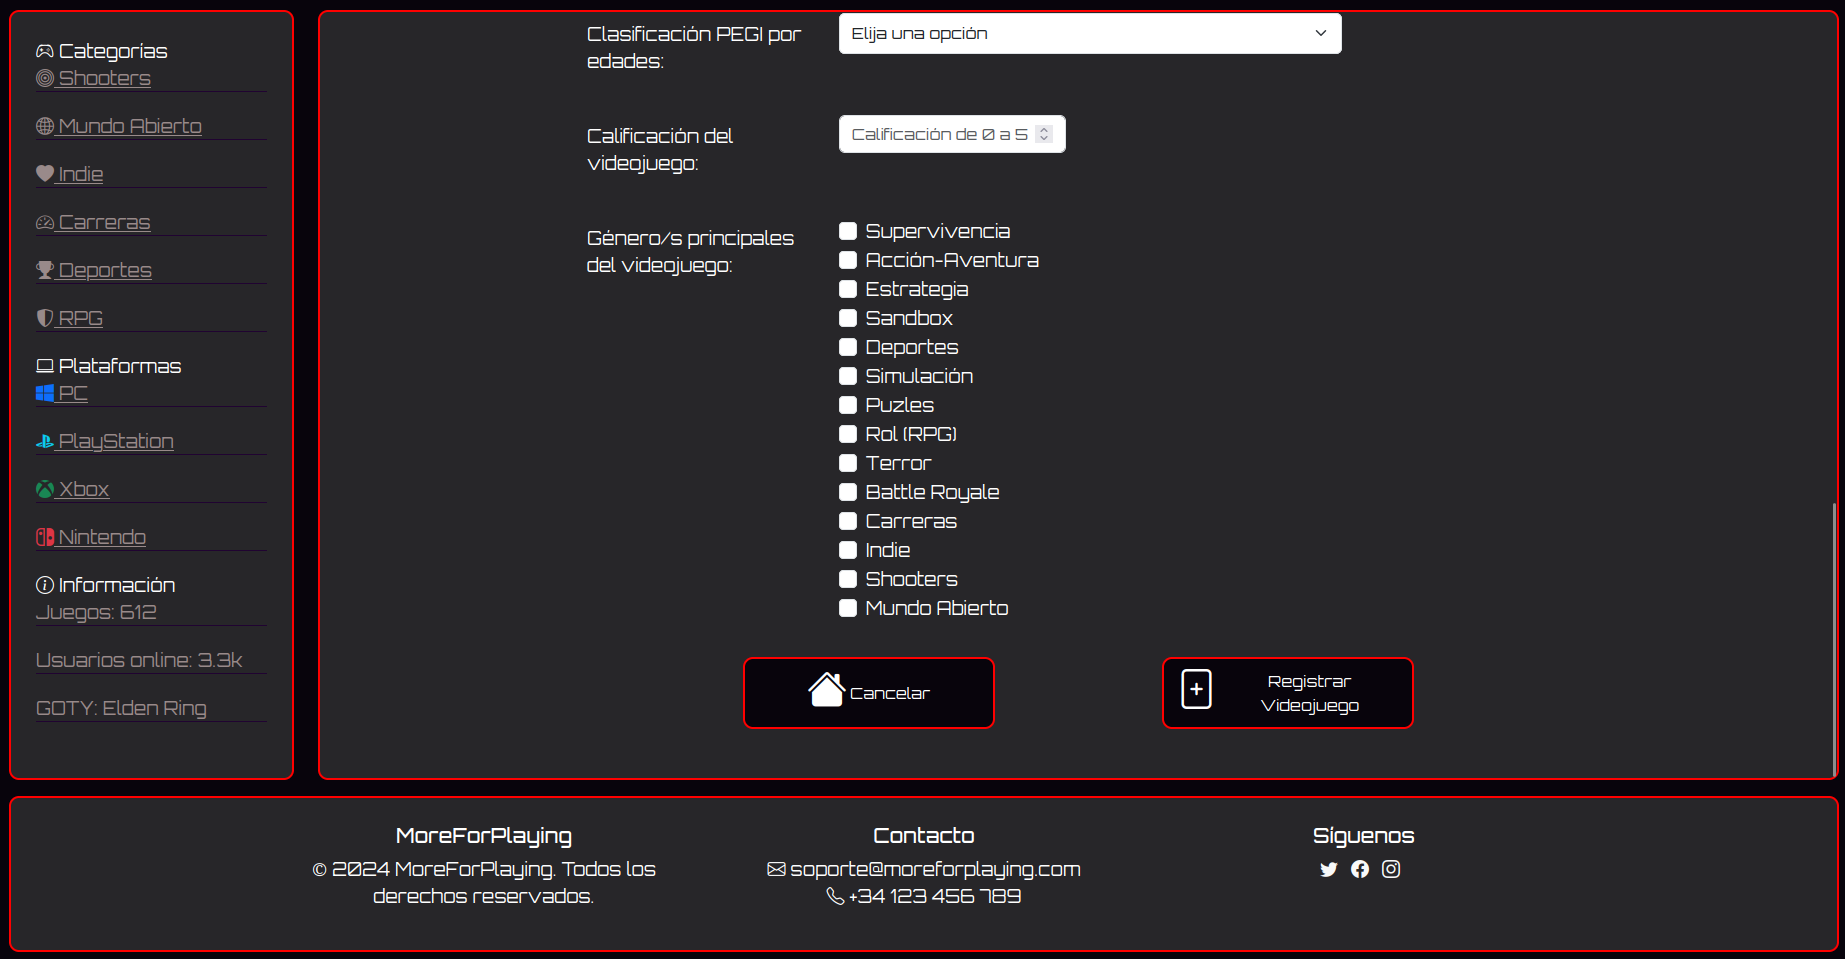 Categorías
Shooters
Mundo Abierto
Indie
Carreras
Deportes
RPG
Plataformas
PC
PlayStation
Xbox
Nintendo
Información
Juegos: 612
Usuarios online: 3.3k
GOTY: Elden Ring
Clasificación PEGI por
edades:
Elija una opción
Calificación del
videojuego:
Calificación de 0 a 5
Género/s principales
del videojuego:
Supervivencia
Acción-Aventura
Estrategia
Sandbox
Deportes
Simulación
Puzles
Rol (RPG)
Terror
Battle Royale
Carreras
Indie
Shooters
Mundo Abierto
Cancelar
Registrar
Videojuego
MoreForPlaying
© 2024 MoreForPlaying. Todos los
derechos reservados.
Contacto
soporte@moreforplaying.com
+34 123 456 789
Síguenos